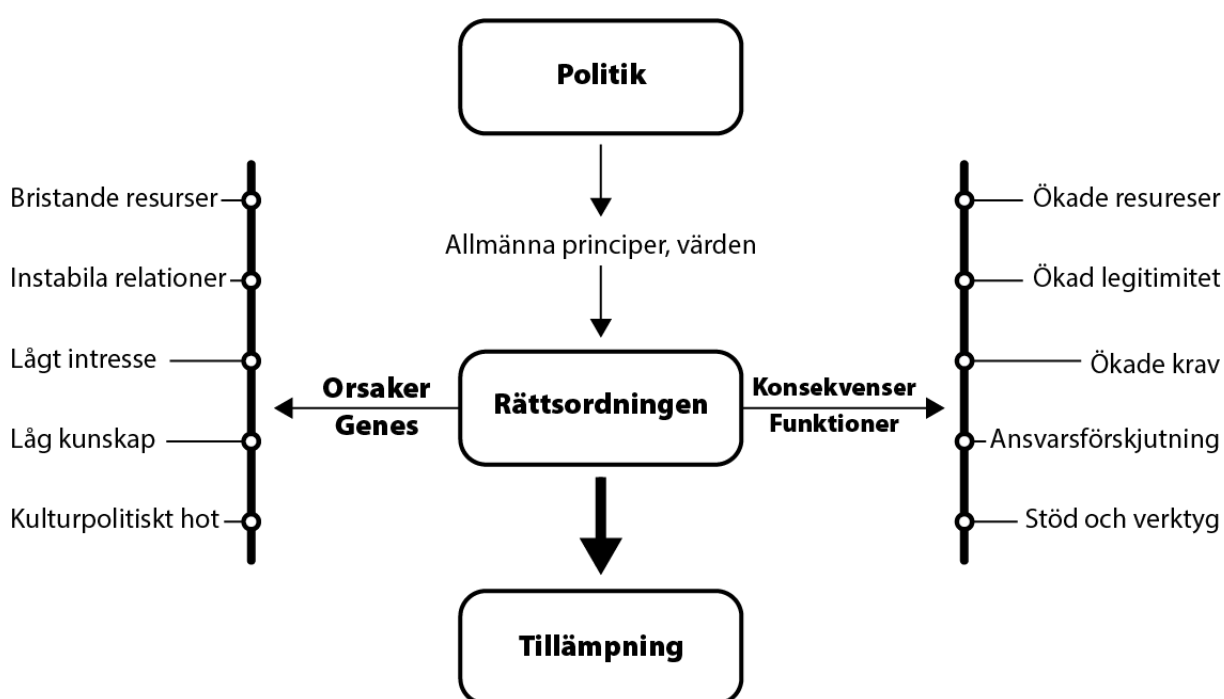 Politik
Allmänna principer, värden
Bristande resurser
Instabila relationer
Lågt intresse
Låg kunskap
Kulturpolitiskt hot
Orsaker
Genes
Rättsordningen
Konsekvenser
Funktioner
Ökade resureser
Ökad legitimitet
Ökade krav
Ansvarsförskjutning
Stöd och verktyg
Tillämpning